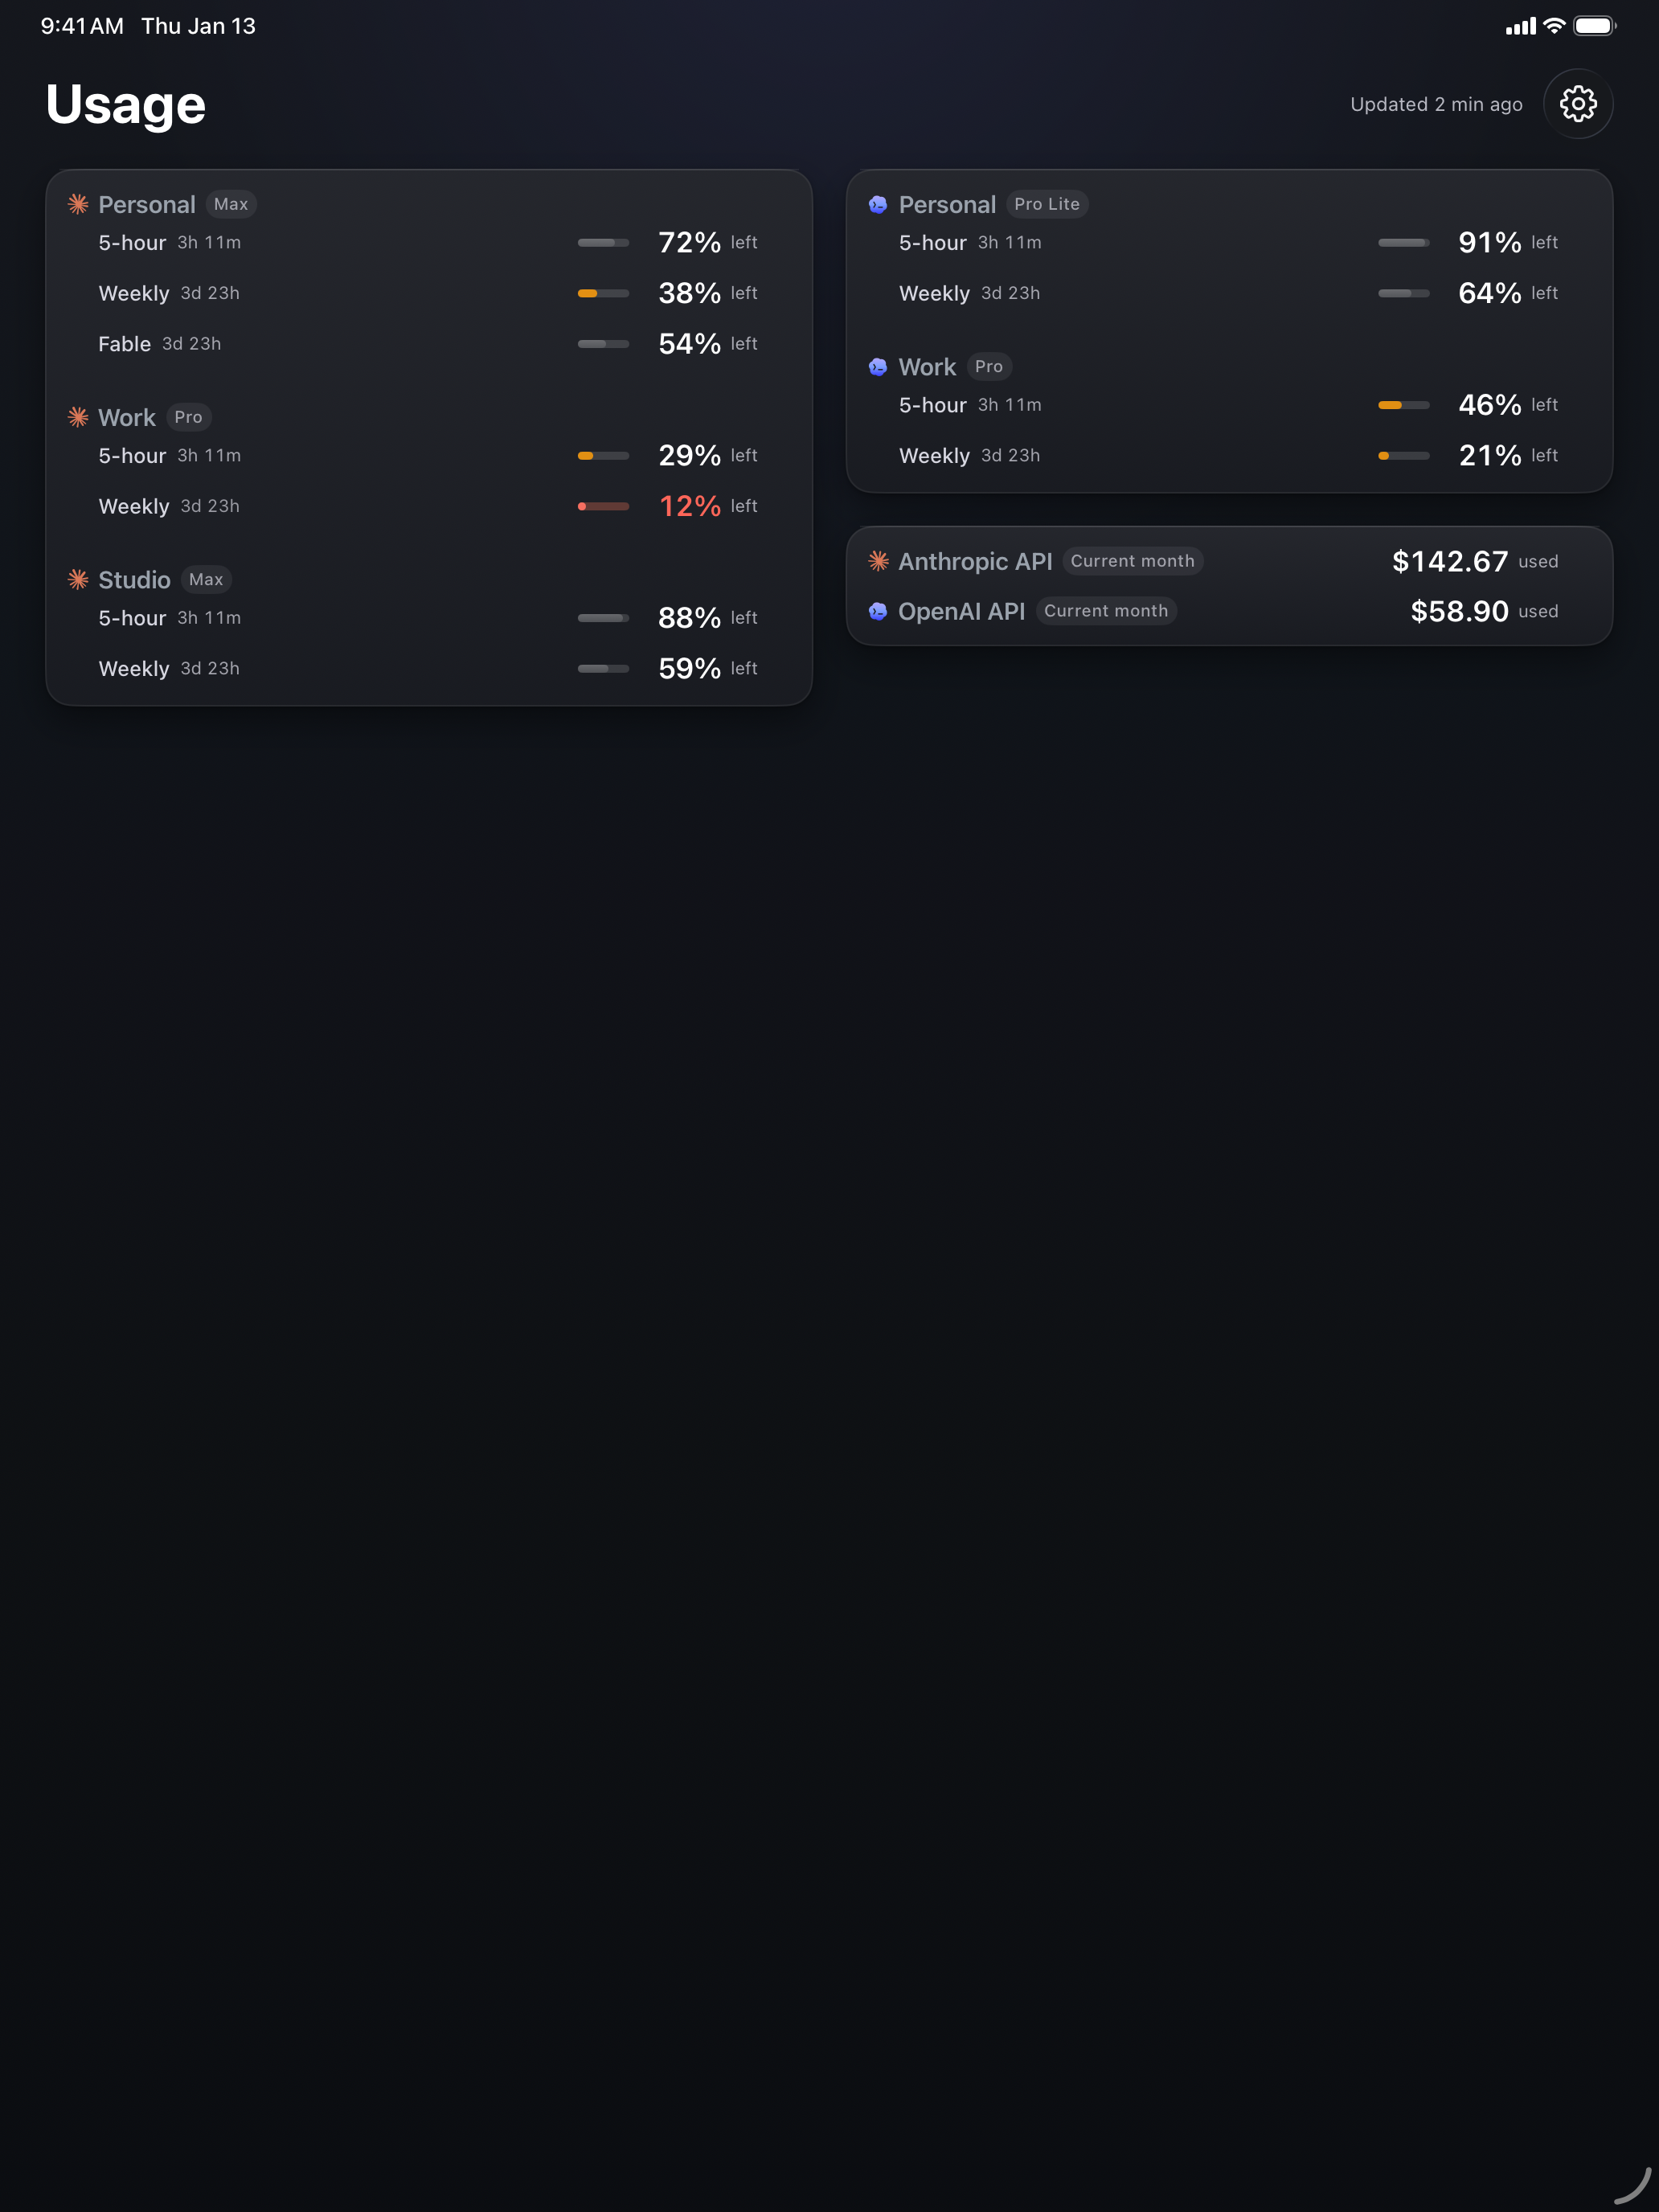 9:41 AM Thu Jan 13
Usage
Updated 2 min ago
Personal Max
5-hour 3h 11m 72% left
Weekly 3d 23h 38% left
Fable 3d 23h 54% left
Work Pro
5-hour 3h 11m 29% left
Weekly 3d 23h 12% left
Studio Max
5-hour 3h 11m 88% left
Weekly 3d 23h 59% left
Personal Pro Lite
5-hour 3h 11m 91% left
Weekly 3d 23h 64% left
Work Pro
5-hour 3h 11m 46% left
Weekly 3d 23h 21% left
Anthropic API Current month $142.67 used
OpenAI API Current month $58.90 used